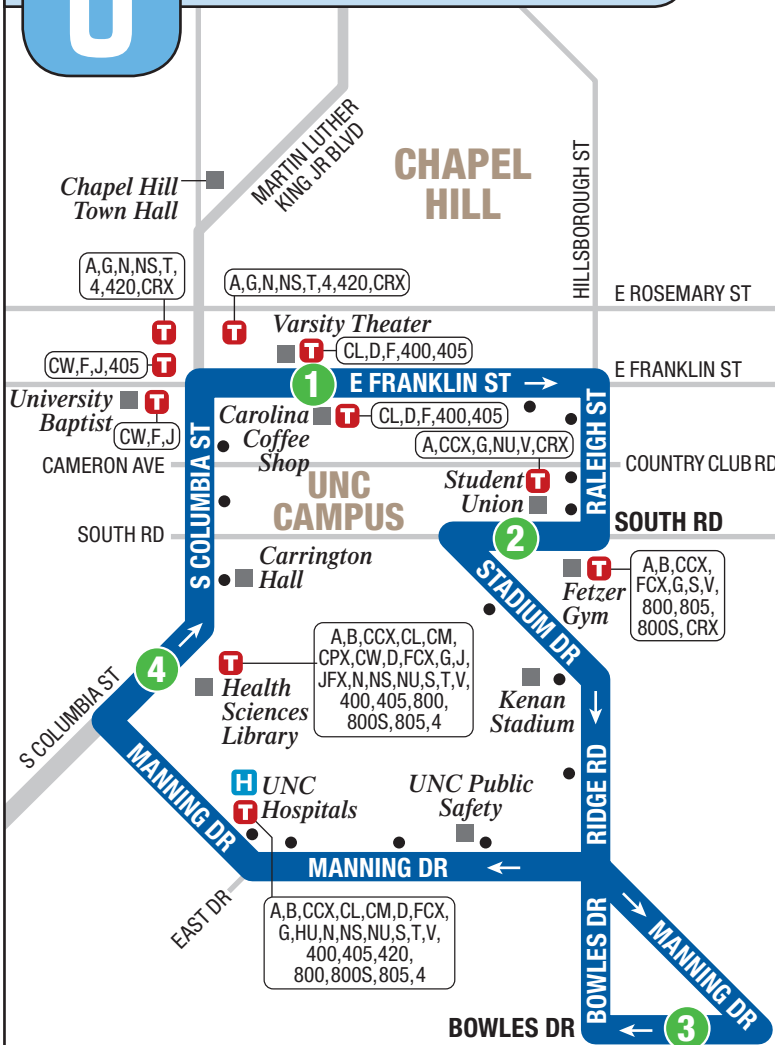 U
MARTIN LUTHER
KING JR BLVD
CHAPEL
HILL
HILLSBOROUGH ST
Chapel Hill
Town Hall
A,G,N,NS,T,
4,420,CRX
A,G,N,NS,T,4,420,CRX
E ROSEMARY ST
T
T
Varsity Theater
T
CL,D,F,400,405
CW,F,J,405
T
E FRANKLIN ST
1
E FRANKLIN ST
University
Baptist
T
CW,F,J
Carolina
Coffee
Shop
T
CL,D,F,400,405
RALEIGH ST
S COLUMBIA ST
A,CCX,G,NU,V,CRX
CAMERON AVE
COUNTRY CLUB RD
UNC
CAMPUS
Student
Union
T
SOUTH RD
SOUTH RD
2
Carrington
Hall
STADIUM DR
Fetzer
Gym
T
A,B,CCX,
FCX,G,S,V,
800,805,
800S,CRX
4
S COLUMBIA ST
T
Health
Sciences
Library
A,B,CCX,CL,CM,
CPX,CW,D,FCX,G,J,
JFX,N,NS,NU,S,T,V,
400,405,800,
800S,805,4
Kenan
Stadium
MANNING DR
H
UNC
Hospitals
T
UNC Public
Safety
RIDGE RD
MANNING DR
EAST DR
A,B,CCX,CL,CM,D,FCX,
G,HU,N,NS,NU,S,T,V,
400,405,420,
800,800S,805,4
BOWLES DR
MANNING DR
BOWLES DR
3